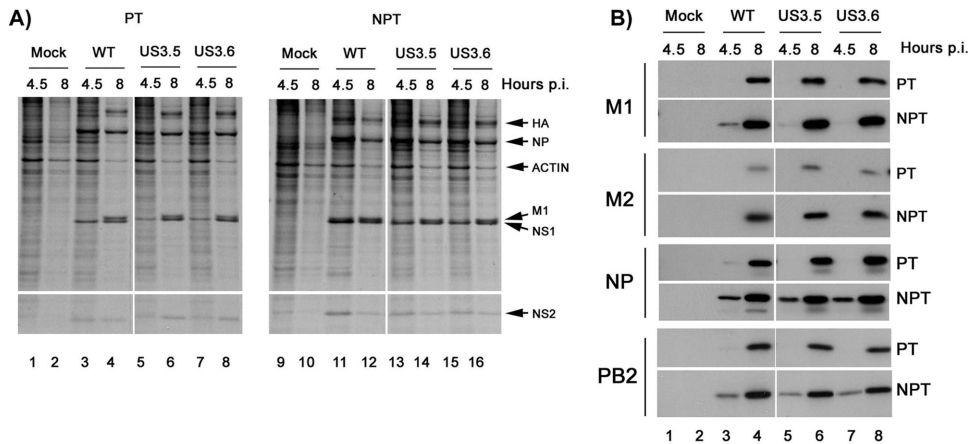 A)
PT
NPT
Mock WT US3.5 US3.6
Mock WT US3.5 US3.6
4.5 8 4.5 8 4.5 8 4.5 8
4.5 8 4.5 8 4.5 8 4.5 8 Hours p.i.
HA
NP
ACTIN
M1
NS1
NS2
1 2 3 4 5 6 7 8
9 10 11 12 13 14 15 16
B)
Mock WT US3.5 US3.6
4.5 8 4.5 8 4.5 8 4.5 8 Hours p.i.
M1
PT
NPT
M2
PT
NPT
NP
PT
NPT
PB2
PT
NPT
1 2 3 4 5 6 7 8